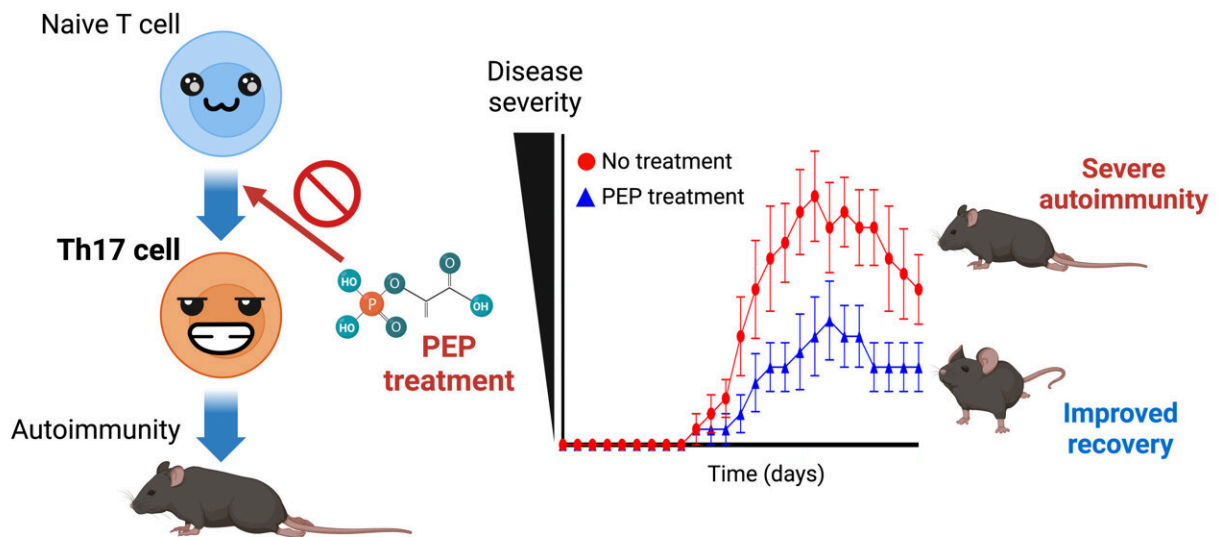 Naive T cell
Th17 cell
Autoimmunity
HO
HO
P
O
O
O
OH
PEP
treatment
Disease
severity
No treatment
PEP treatment
Time (days)
Severe
autoimmunity
Improved
recovery